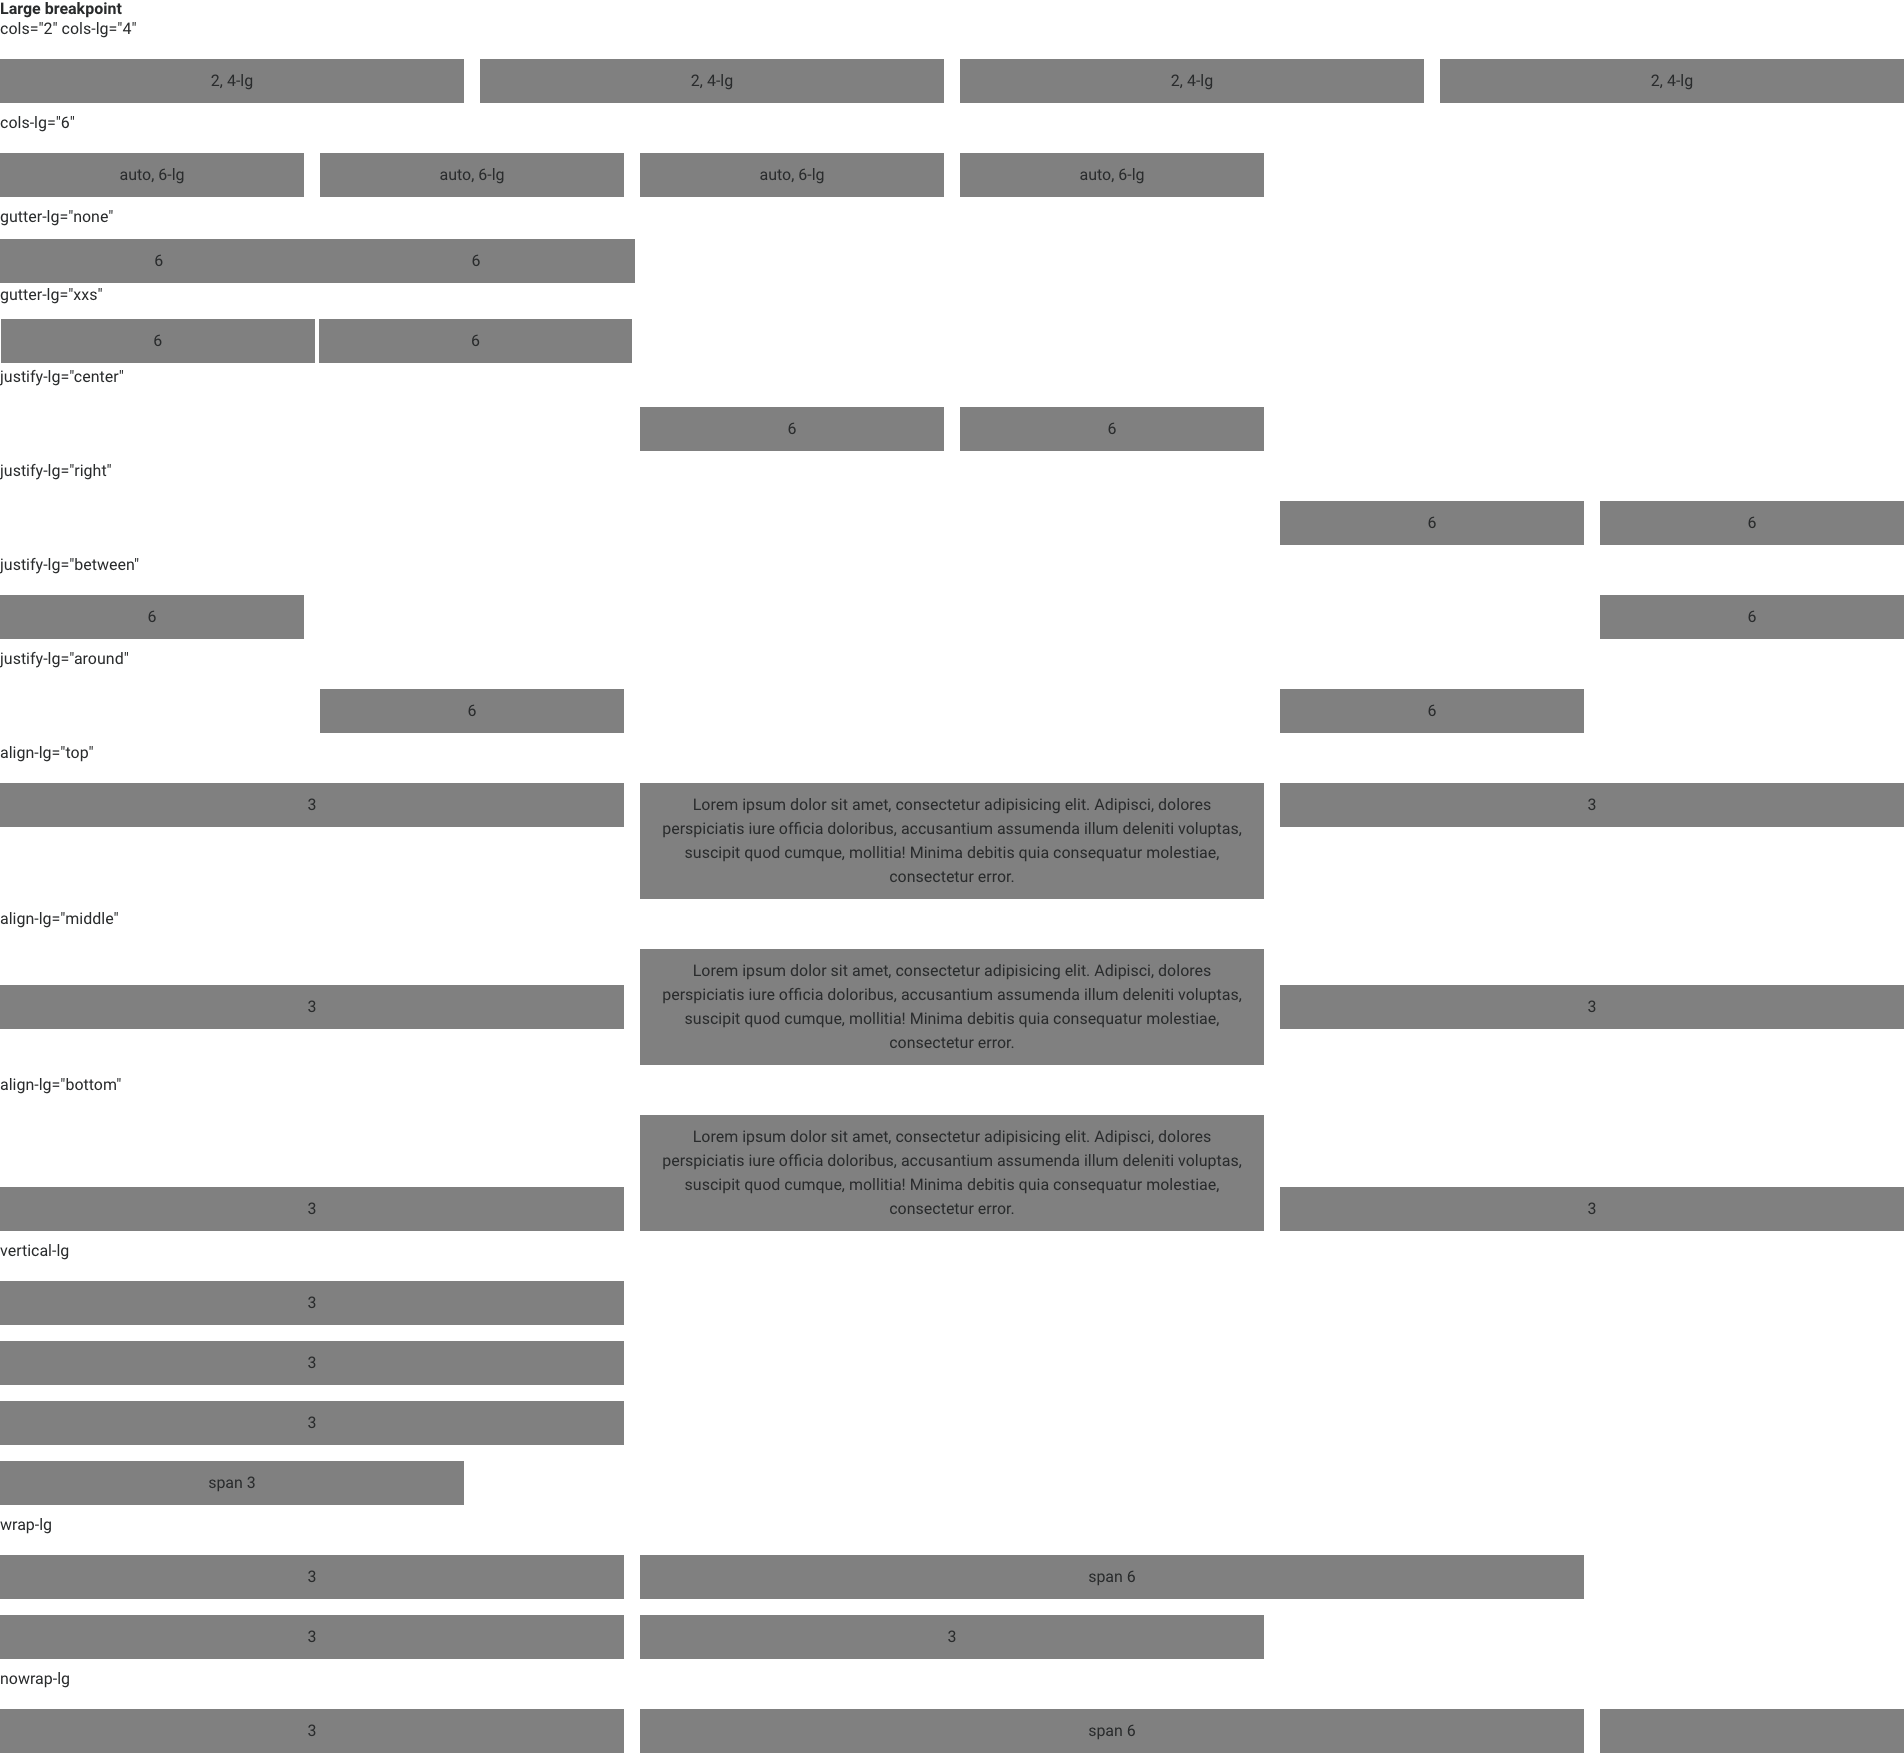 Large breakpoint
cols="2" cols-lg="4"
2, 4-lg 2, 4-lg 2, 4-lg 2, 4-lg
cols-lg="6"
auto, 6-lg auto, 6-lg auto, 6-lg auto, 6-lg
gutter-lg="none"
6 6
gutter-lg="xxs"
6 6
justify-lg="center"
6 6
justify-lg="right"
6 6
justify-lg="between"
6 6
justify-lg="around"
6 6
align-lg="top"
3 Lorem ipsum dolor sit amet, consectetur adipisicing elit. Adipisci, dolores 3
perspiciatis iure officia doloribus, accusantium assumenda illum deleniti voluptas,
suscipit quod cumque, mollitia! Minima debitis quia consequatur molestiae,
consectetur error.
align-lg="middle"
Lorem ipsum dolor sit amet, consectetur adipisicing elit. Adipisci, dolores
perspiciatis iure officia doloribus, accusantium assumenda illum deleniti voluptas,
3 suscipit quod cumque, mollitia! Minima debitis quia consequatur molestiae, 3
consectetur error.
align-lg="bottom"
Lorem ipsum dolor sit amet, consectetur adipisicing elit. Adipisci, dolores
perspiciatis iure officia doloribus, accusantium assumenda illum deleniti voluptas,
suscipit quod cumque, mollitia! Minima debitis quia consequatur molestiae,
3 consectetur error. 3
vertical-lg
3
3
3
span 3
wrap-lg
3 span 6
3 3
nowrap-lg
3 span 6